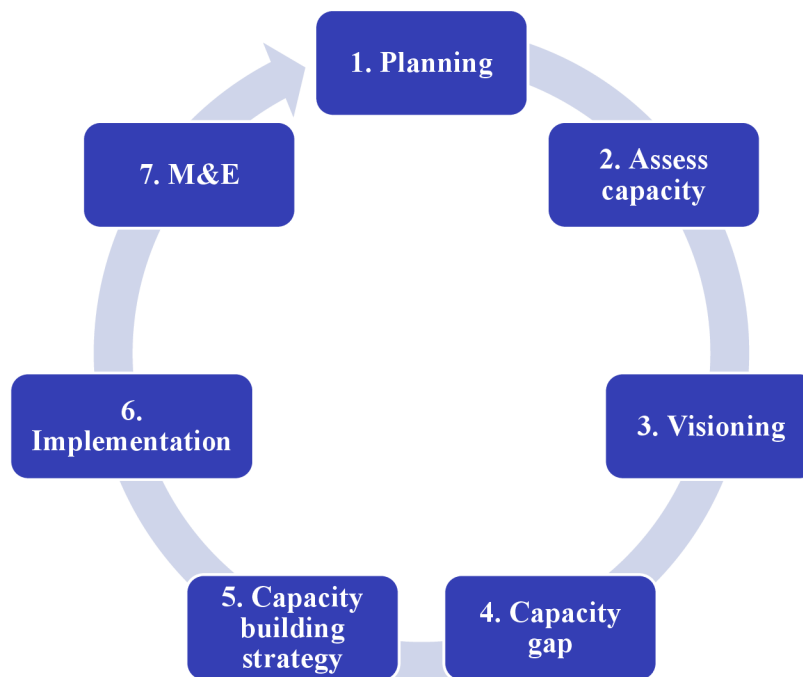 1. Planning
2. Assess
capacity
3. Visioning
4. Capacity
gap
5. Capacity
building
strategy
6.
Implementation
7. M&E